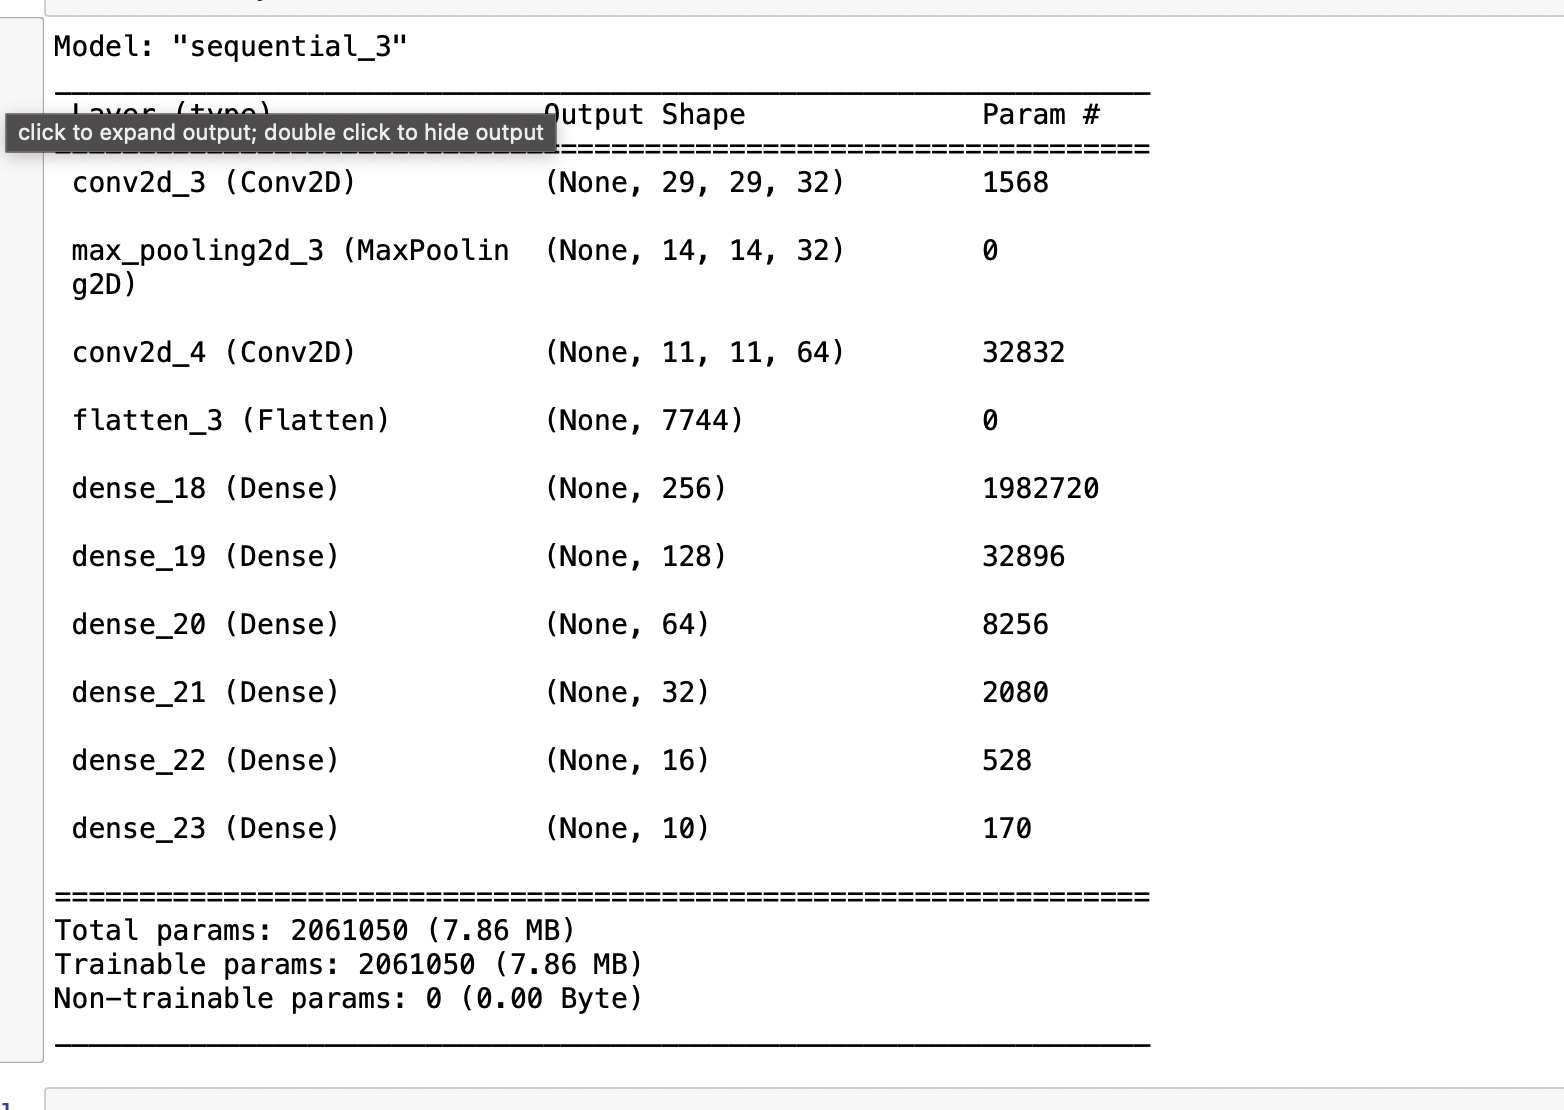 Model: "sequential_3"
Layer (type) Output Shape Param #
click to expand output; double click to hide output
conv2d_3 (Conv2D) (None, 29, 29, 32) 1568
max_pooling2d_3 (MaxPoolin (None, 14, 14, 32) 0
g2D)
conv2d_4 (Conv2D) (None, 11, 11, 64) 32832
flatten_3 (Flatten) (None, 7744) 0
dense_18 (Dense) (None, 256) 1982720
dense_19 (Dense) (None, 128) 32896
dense_20 (Dense) (None, 64) 8256
dense_21 (Dense) (None, 32) 2080
dense_22 (Dense) (None, 16) 528
dense_23 (Dense) (None, 10) 170
Total params: 2061050 (7.86 MB)
Trainable params: 2061050 (7.86 MB)
Non-trainable params: 0 (0.00 Byte)